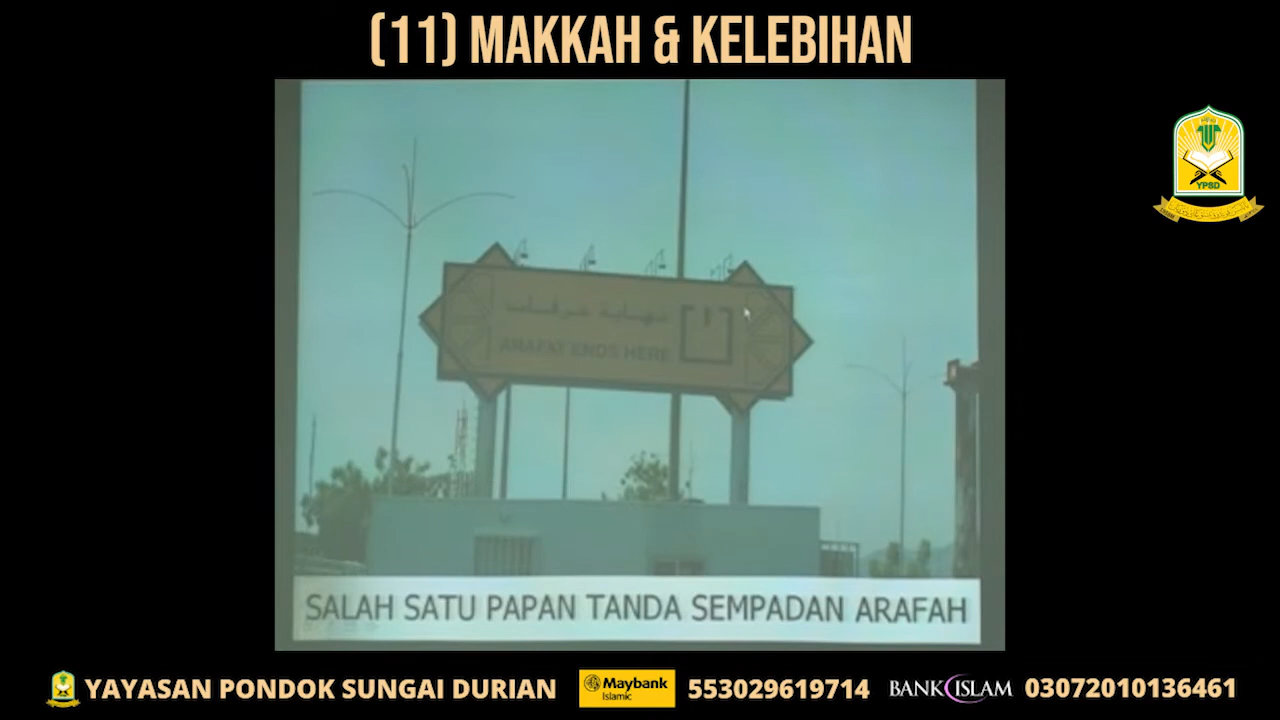 (11) MAKKAH & KELEBIHAN
YPSD
نهاية عرفات
ARAFAT ENDS HERE
SALAH SATU PAPAN TANDA SEMPADAN ARAFAH
YAYASAN PONDOK SUNGAI DURIAN
Maybank
Islamic
553029619714
BANK ISLAM
03072010136461